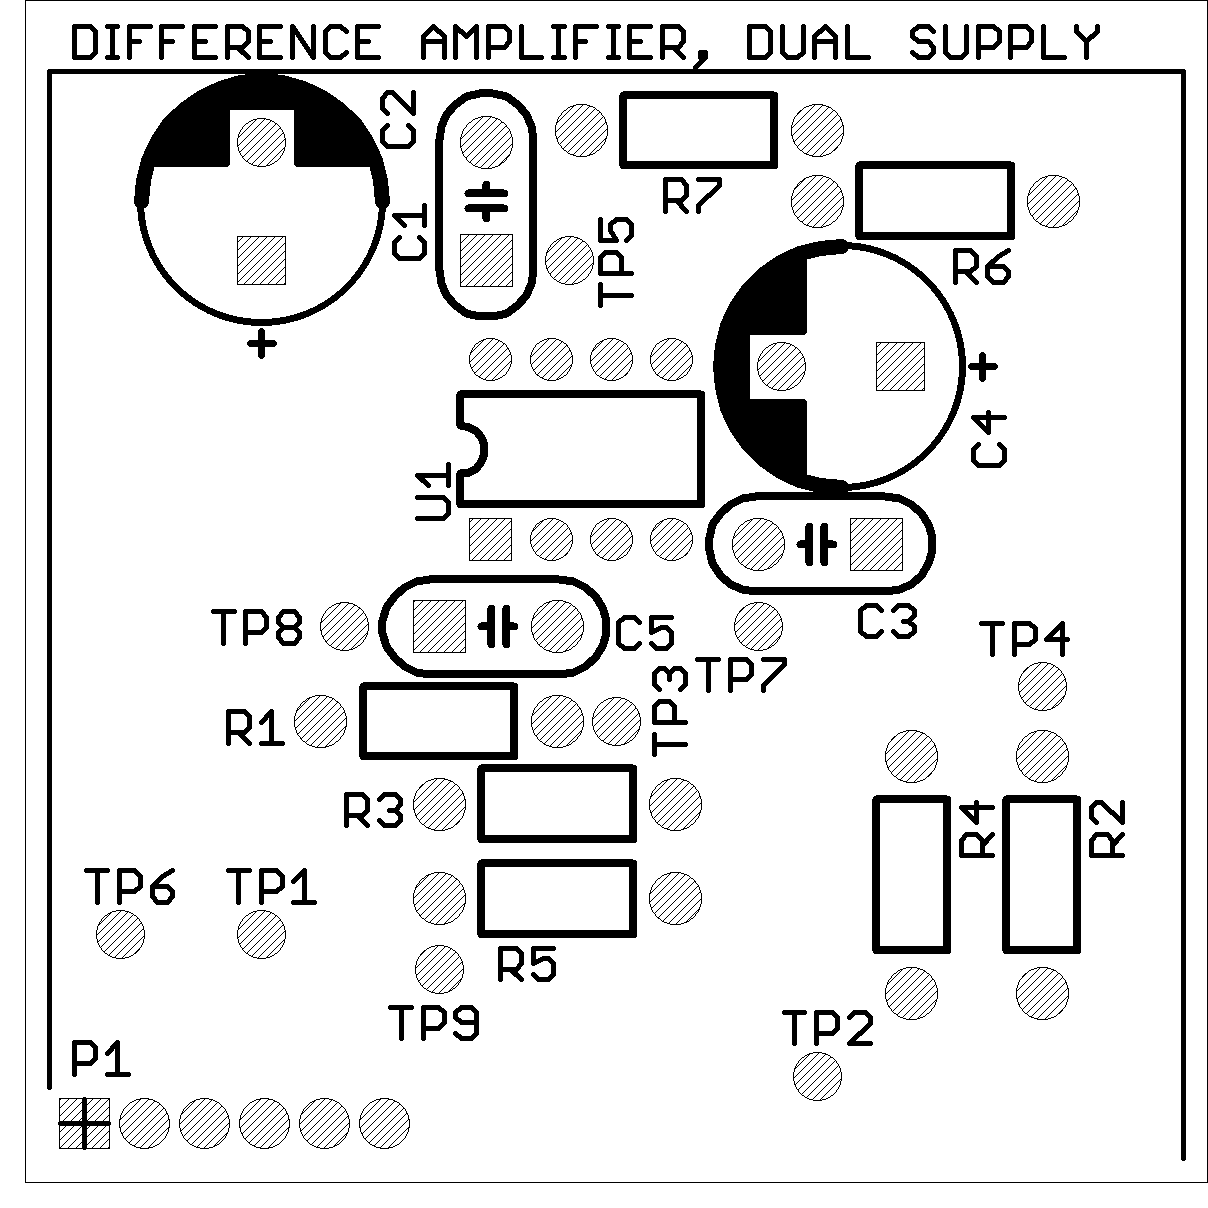 DIFFERENCE AMPLIFIER, DUAL SUPPLY
C2
R7
C1
TP5
R6
+
+
C4
U1
TP8
C5
C3
TP4
TP3
TP7
R1
R3
R4
R2
TP6
TP1
R5
TP9
TP2
P1